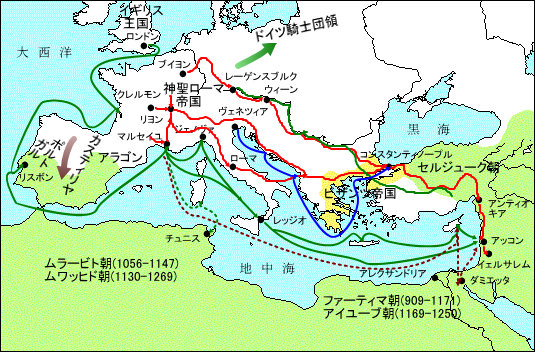 イギリス
王国
ロンドン
大西洋
ドイツ騎士団領
ブイヨン
レーゲンスブルク
神聖ローマ
帝国
ウィーン
クレルモン
リヨン
ヴェネツィア
マルセイユ
ジェノバ
黒海
カスティーリャ
ポルトガル
アラゴン
リスボン
ローマ
コンスタンティノープル
セルジューク朝
ビザンツ帝国
アンティオキア
レッジオ
チュニス
アッコン
イェルサレム
ムラービト朝(1056-1147)
ムワッヒド朝(1130-1269)
地中海
アレクサンドリア
ダミエッタ
ファーティマ朝(909-1171)
アイユーブ朝(1169-1250)